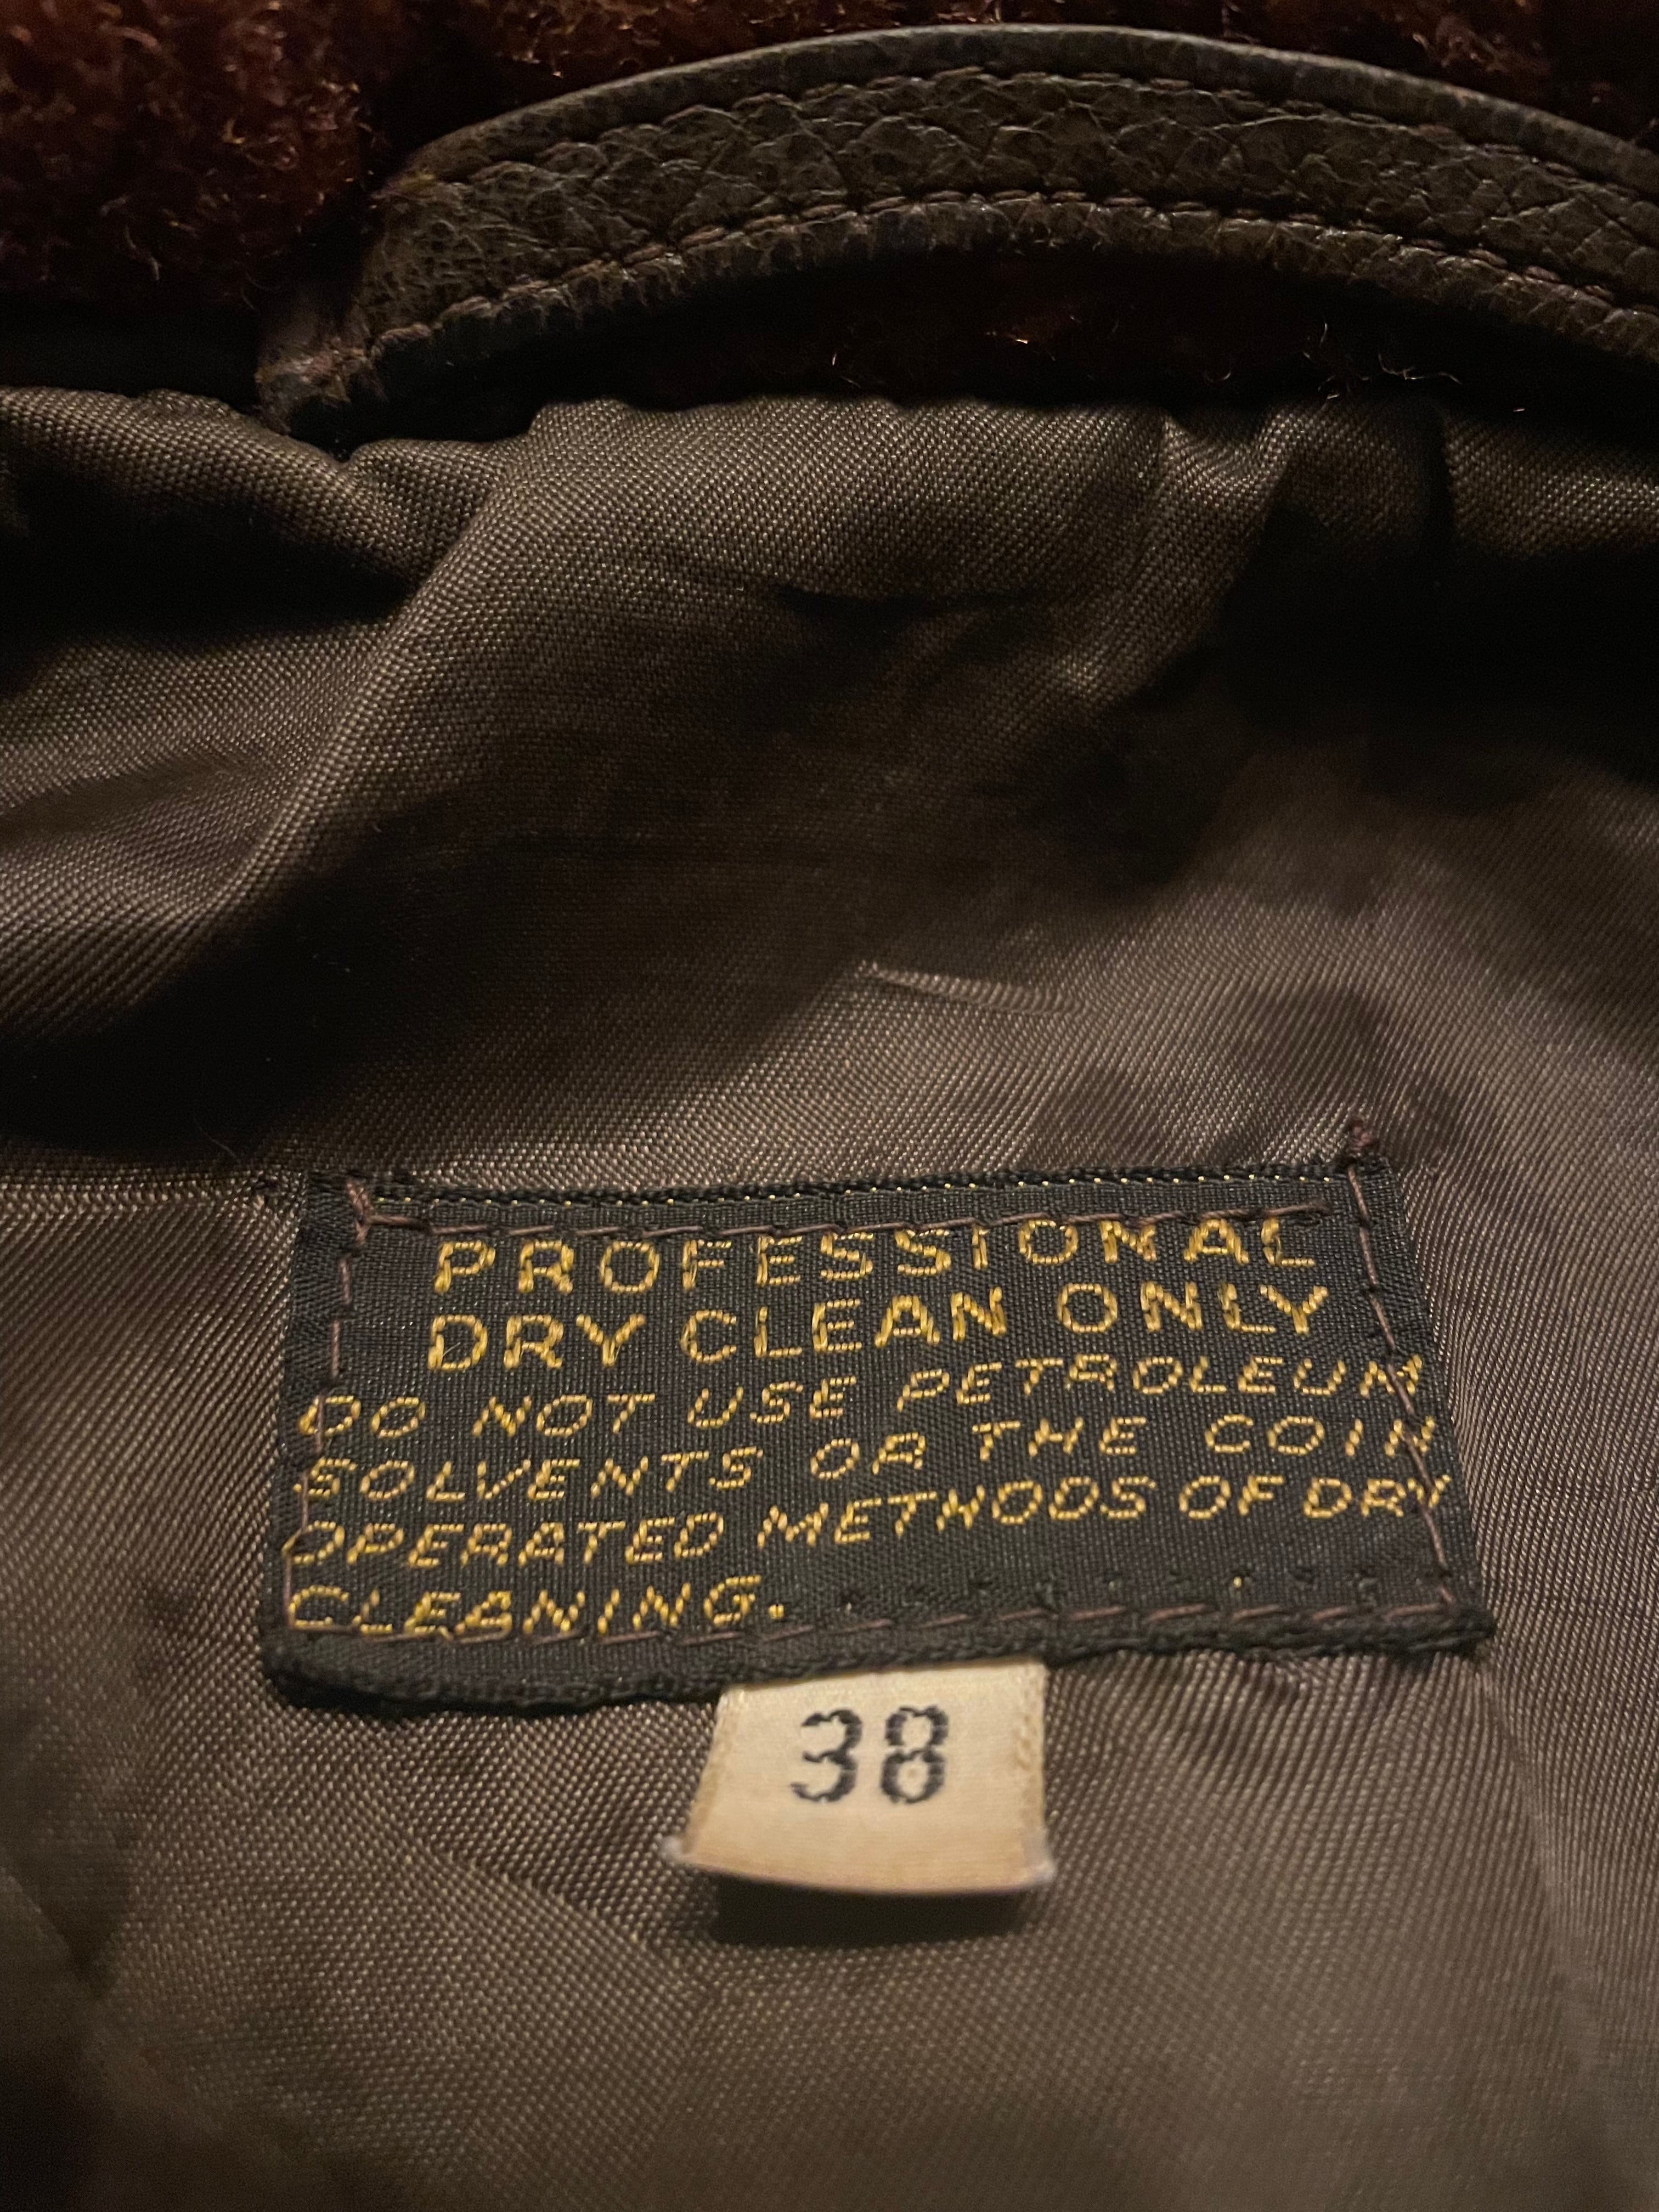 PROFESSIONAL
DRY CLEAN ONLY
DO NOT USE PETROLEUM
SOLVENTS OR THE COIN
OPERATED METHODS OF DRY
CLEANING.
38